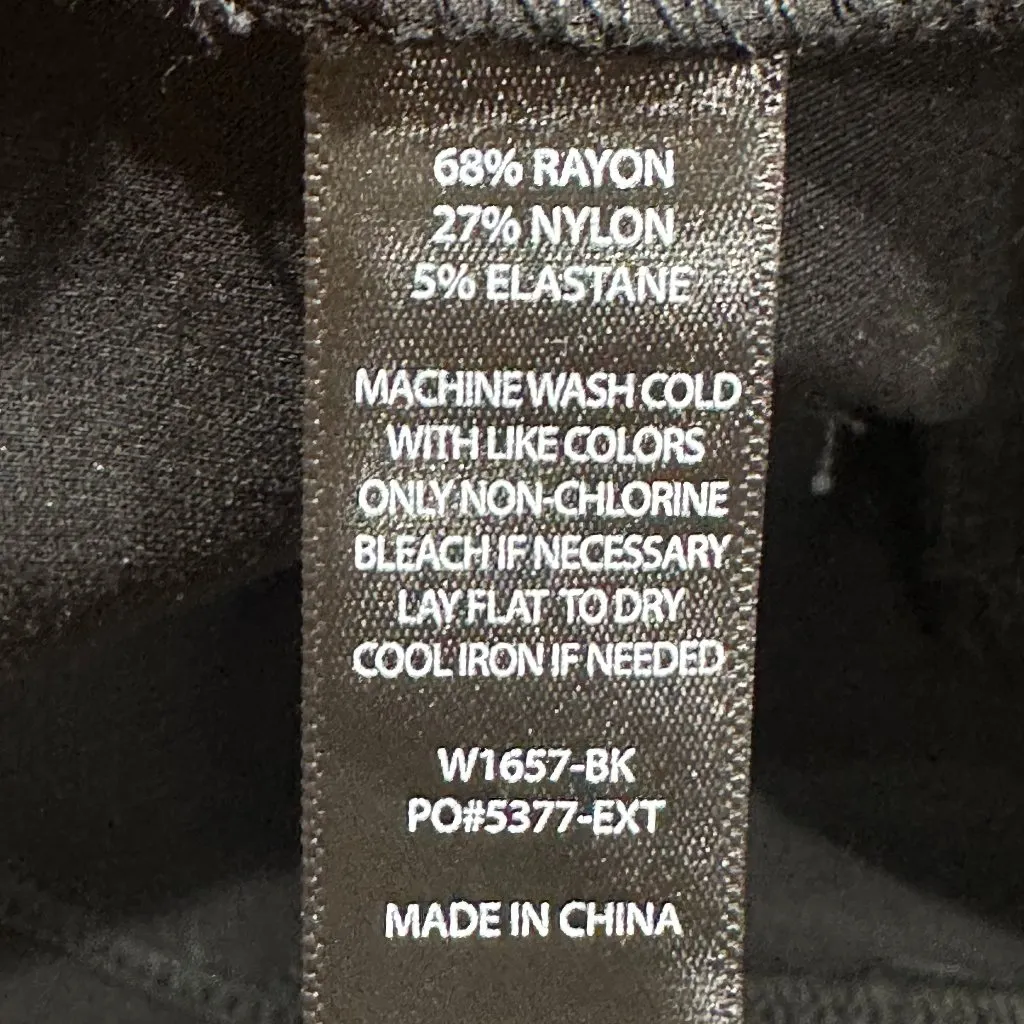 68% RAYON
27% NYLON
5% ELASTANE
MACHINE WASH COLD
WITH LIKE COLORS
ONLY NON-CHLORINE
BLEACH IF NECESSARY
LAY FLAT TO DRY
COOL IRON IF NEEDED
W1657-BK
PO#5377-EXT
MADE IN CHINA